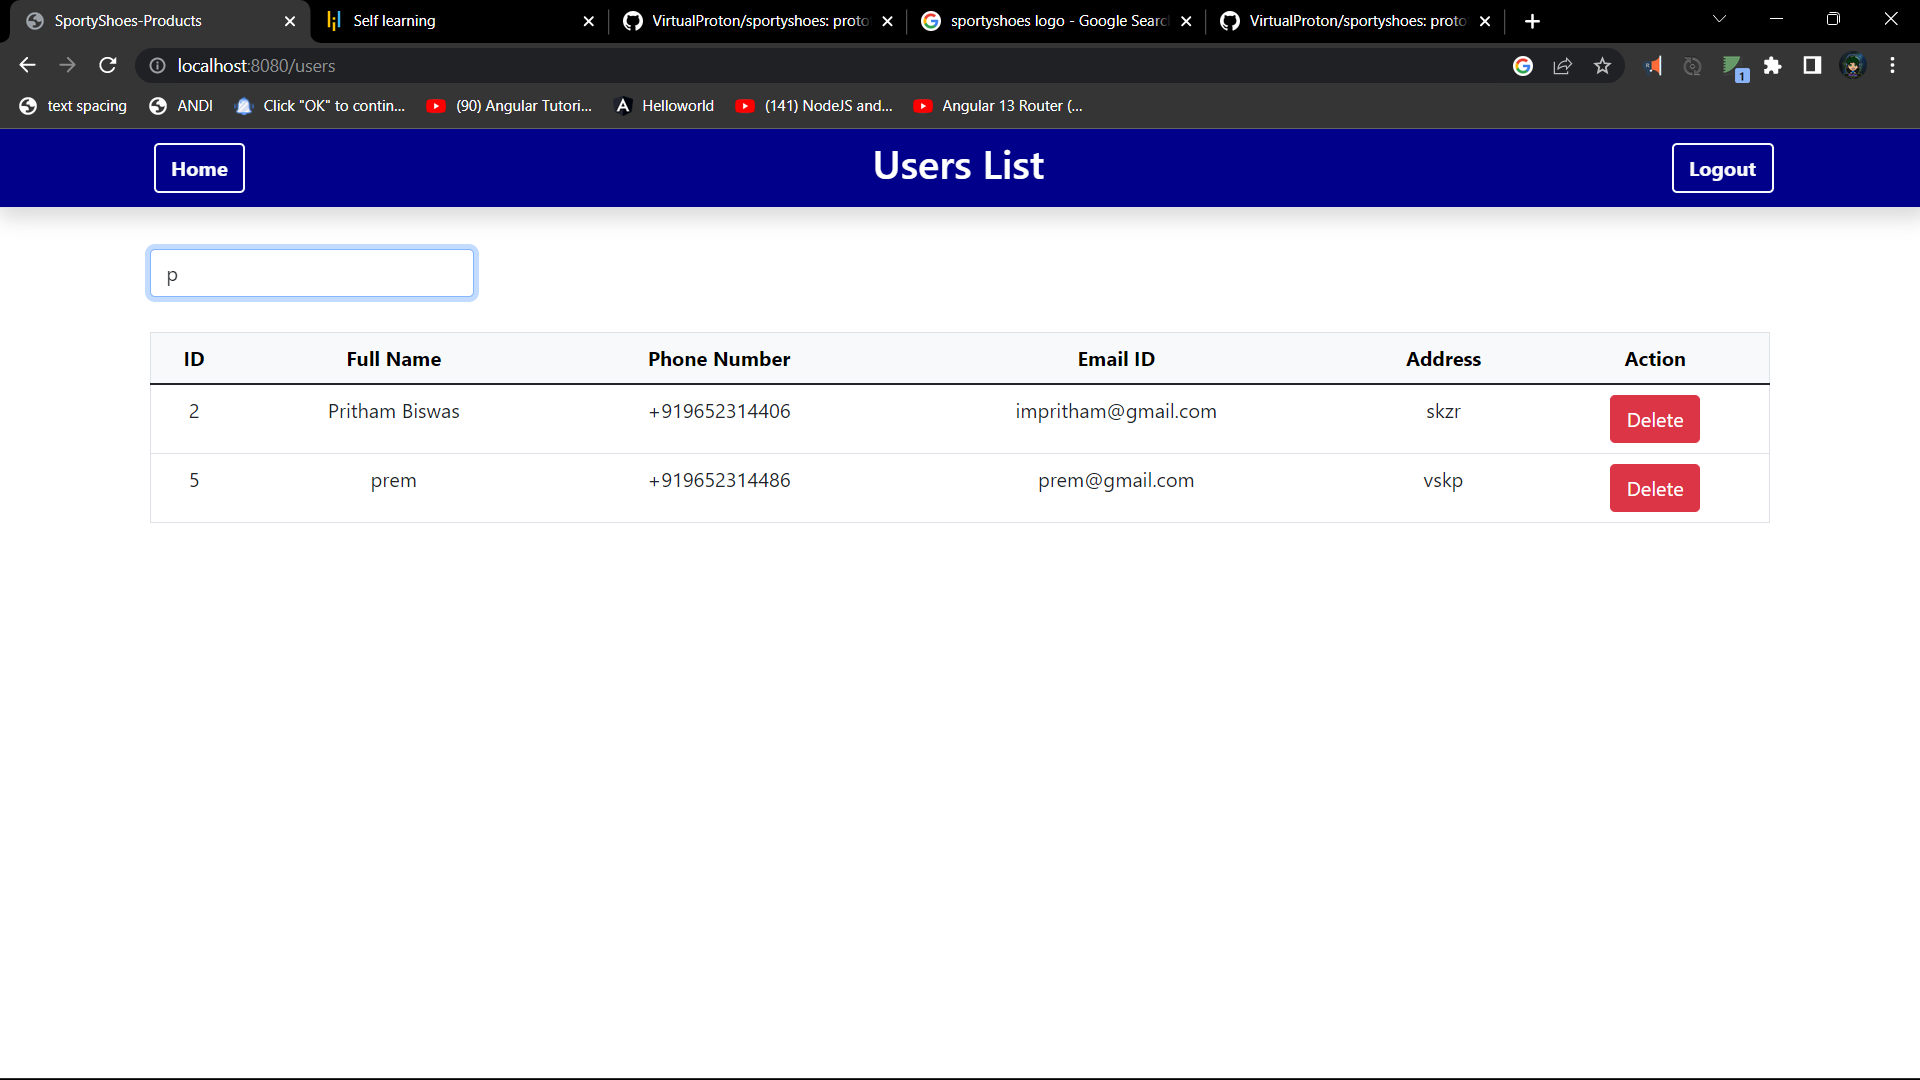 SportyShoes-Products
Self learning
VirtualProton/sportyshoes: proto
sportyshoes logo - Google Searc
VirtualProton/sportyshoes: proto
localhost:8080/users
1
text spacing
ANDI
Click "OK" to contin...
(90) Angular Tutori...
Helloworld
(141) NodeJS and...
Angular 13 Router (...
Home
Users List
Logout
p
ID Full Name Phone Number Email ID Address Action
2 Pritham Biswas +919652314406 impritham@gmail.com skzr Delete
5 prem +919652314486 prem@gmail.com vskp Delete